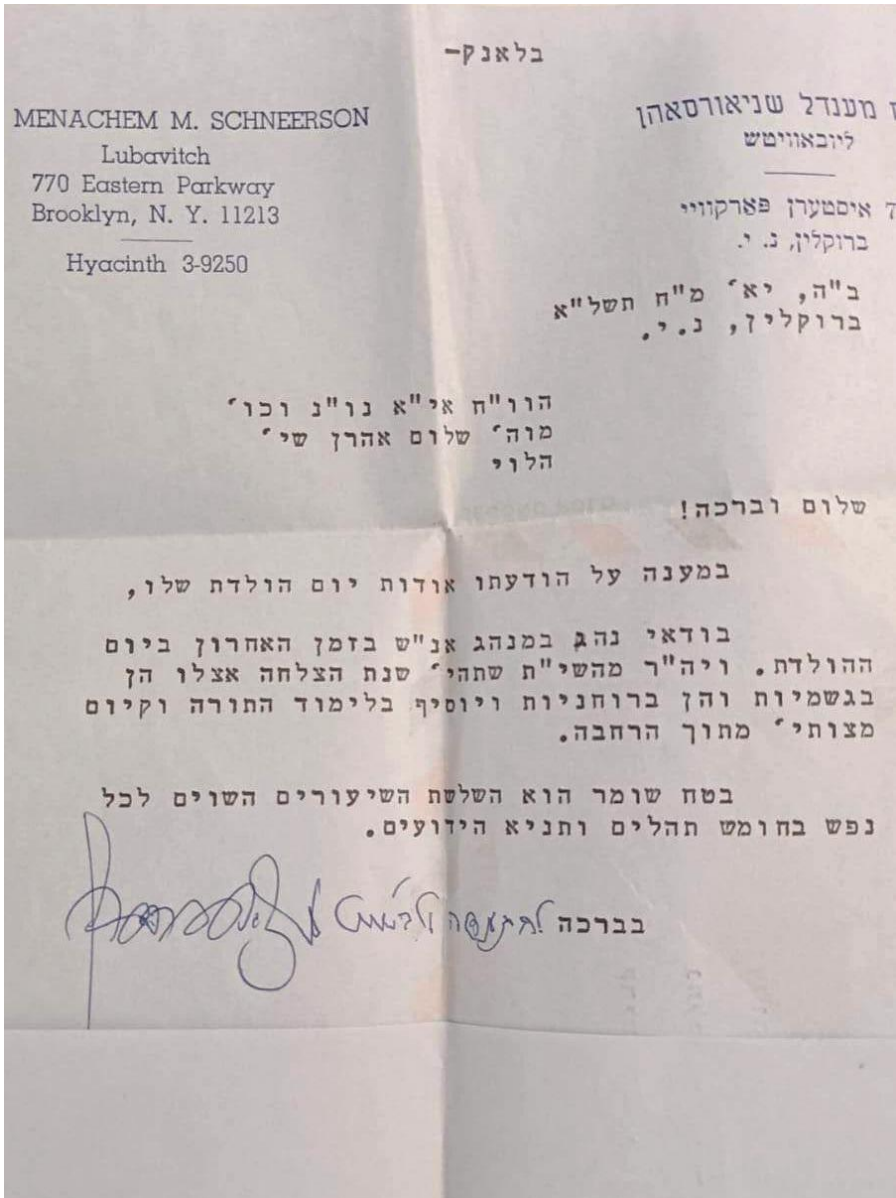 בלאנק-
MENACHEM M. SCHNEERSON
Lubavitch
770 Eastern Parkway
Brooklyn, N. Y. 11213
Hyacinth 3-9250
מענדל שניאורסאהן
ליובאוויטש
איסטערן פארקוויי
ברוקלין, נ. י.
ב"ה, יא' מ"ח תשל"א
ברוקלין, נ.י.
הוו"ח אי"א נו"נ וכו'
מוה' שלום אהרן שי'
הלוי
שלום וברכה!
במענה על הודעתו אודות יום הולדת שלו,
בודאי נהג במנהג אנ"ש בזמן האחרון ביום
ההולדת. ויה"ר מהשי"ת שתהי' שנת הצלחה אצלו הן
בגשמיות והן ברוחניות ויוסיף בלימוד התורה וקיום
מצותי' מתוך הרחבה.
בטח שומר הוא השלשת השיעורים השוים לכל
נפש בחומש תהלים ותניא הידועים.
בברכה